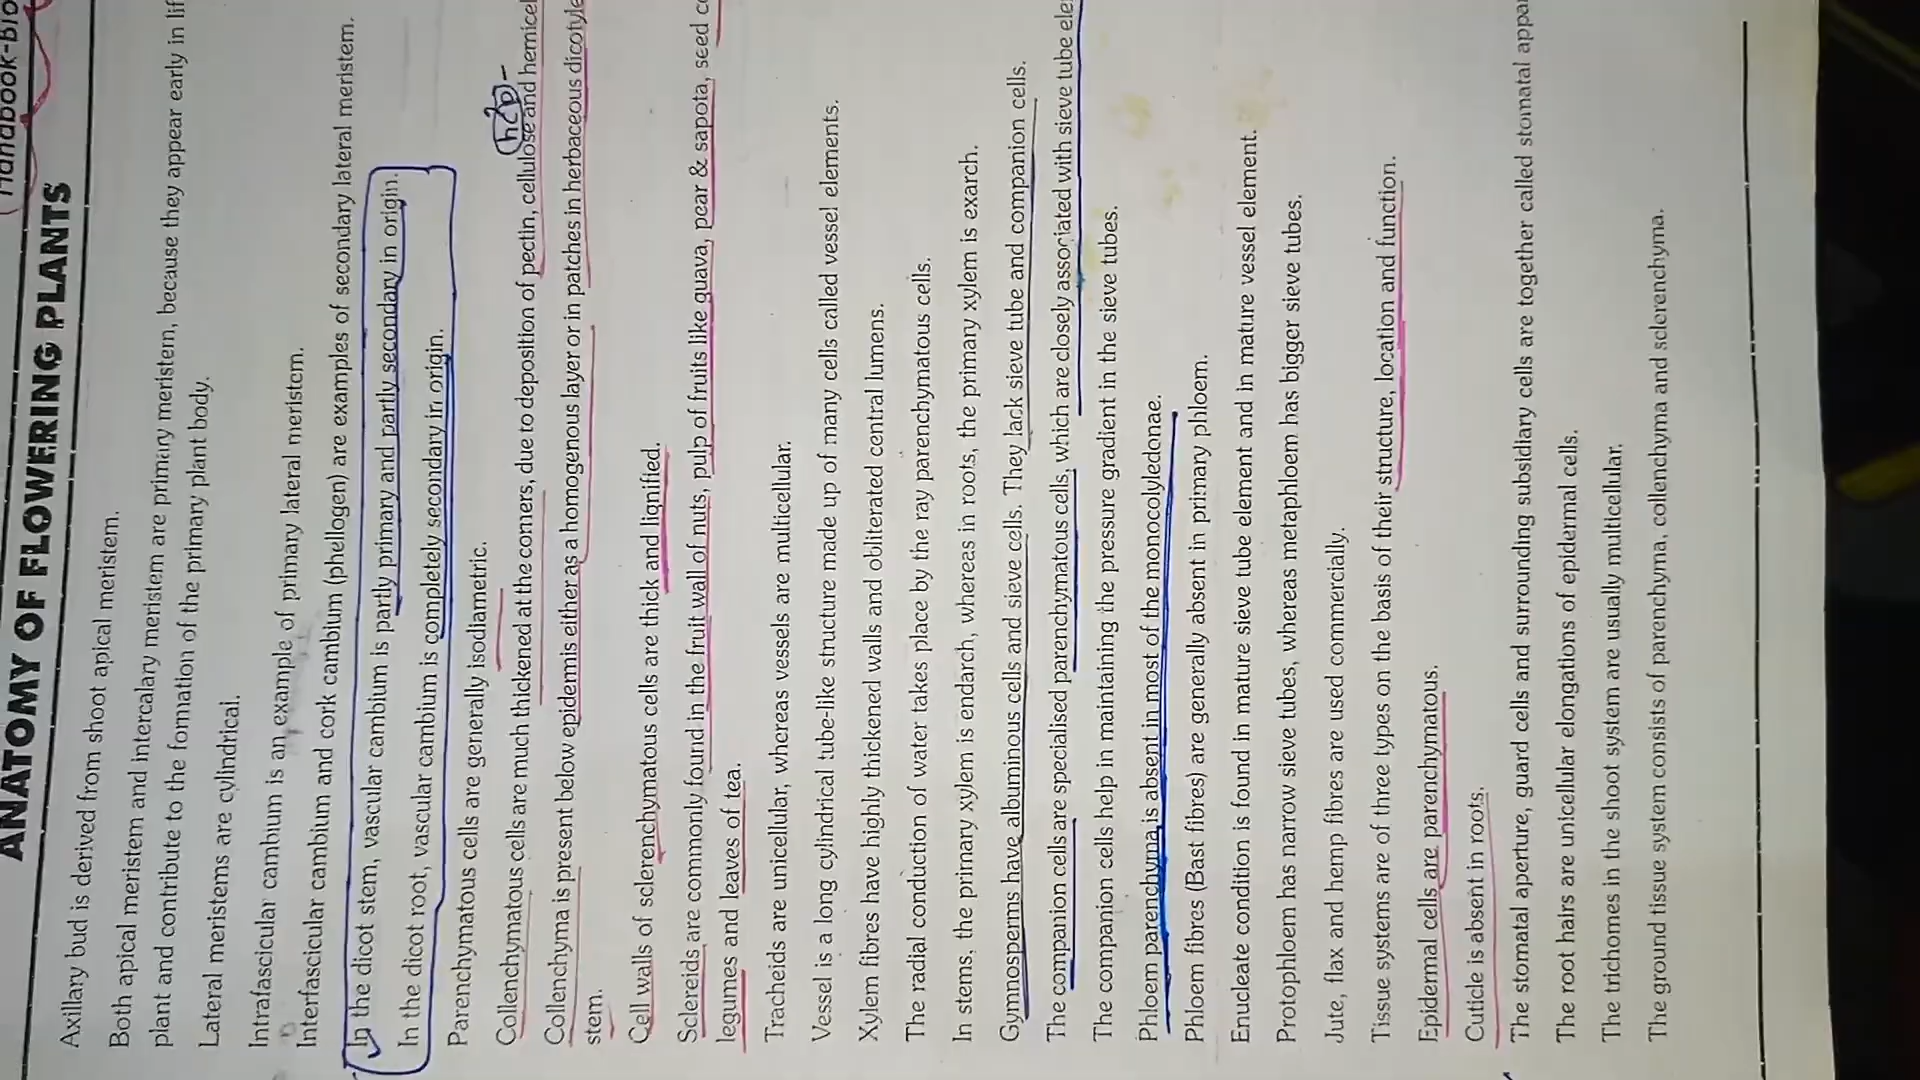 (Handbook-Bio
ANATOMY OF FLOWERING PLANTS
Axillary bud is derived from shoot apical meristem.
Both apical meristem and intercalary meristem are primary meristem, because they appear early in lif
plant and contribute to the formation of the primary plant body.
Lateral meristems are cylindrical.
Intrafascicular cambium is an example of primary lateral meristem.
Interfascicular cambium and cork cambium (phellogen) are examples of secondary lateral meristem.
In the dicot stem, vascular cambium is partly primary and partly secondary in origin.
In the dicot root, vascular cambium is completely secondary in origin.
Parenchymatous cells are generally isodiametric.
Collenchymatous cells are much thickened at the corners, due to deposition of pectin, cellulose and hemicel
Collenchyma is present below epidermis either as a homogenous layer or in patches in herbaceous dicotyle
stem.
Cell walls of sclerenchymatous cells are thick and lignified.
Sclereids are commonly found in the fruit wall of nuts, pulp of fruits like guava, pear & sapota, seed c
legumes and leaves of tea.
Tracheids are unicellular, whereas vessels are multicellular.
Vessel is a long cylindrical tube-like structure made up of many cells called vessel elements.
Xylem fibres have highly thickened walls and obliterated central lumens.
The radial conduction of water takes place by the ray parenchymatous cells.
In stems, the primary xylem is endarch, whereas in roots, the primary xylem is exarch.
Gymnosperms have albuminous cells and sieve cells. They lack sieve tube and companion cells.
The companion cells are specialised parenchymatous cells, which are closely associated with sieve tube ele
The companion cells help in maintaining the pressure gradient in the sieve tubes.
Phloem parenchyma is absent in most of the monocolyledonae.
Phloem fibres (Bast fibres) are generally absent in primary phloem.
Enucleate condition is found in mature sieve tube element and in mature vessel element.
Protophloem has narrow sieve tubes, whereas metaphloem has bigger sieve tubes.
Jute, flax and hemp fibres are used commercially.
Tissue systems are of three types on the basis of their structure, location and function.
Epidermal cells are parenchymatous.
Cuticle is absent in roots.
The stomatal aperture, guard cells and surrounding subsidiary cells are together called stomatal appar
The root hairs are unicellular elongations of epidermal cells.
The trichomes in the shoot system are usually multicellular.
The ground tissue system consists of parenchyma, collenchyma and sclerenchyma.